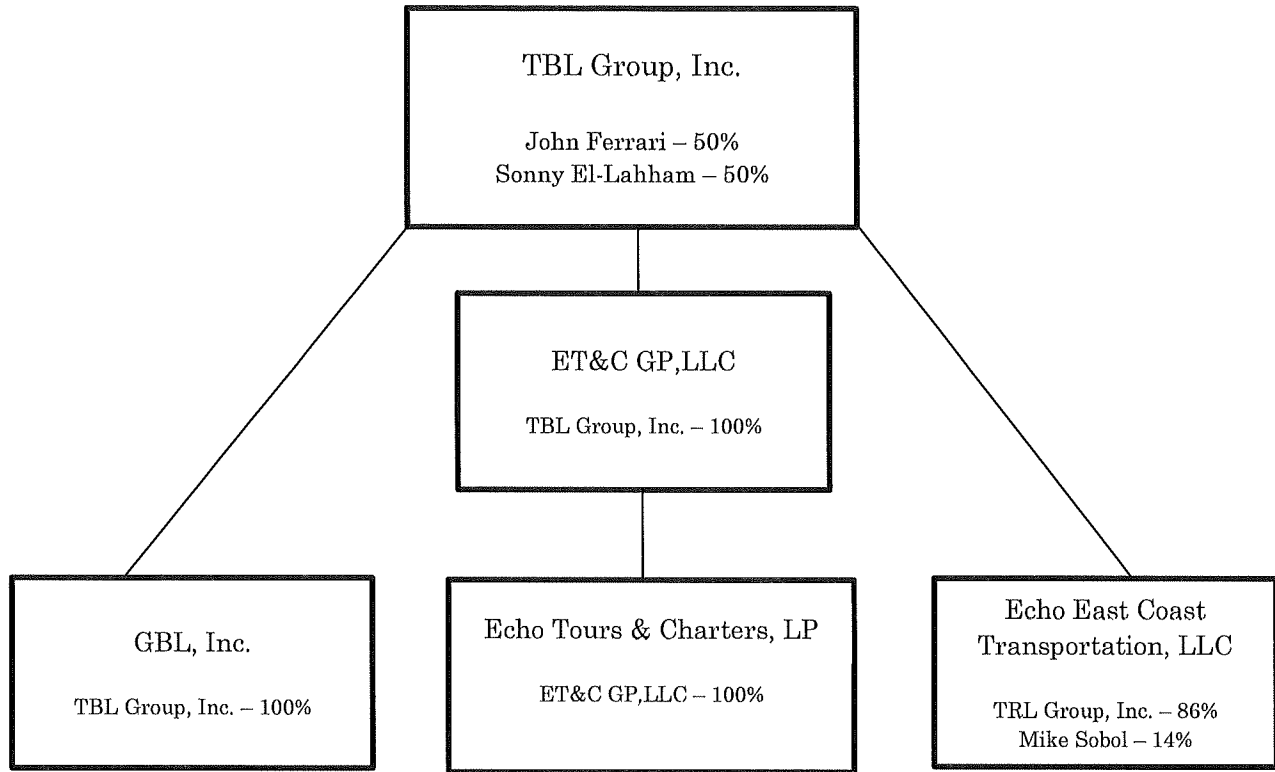 TBL Group, Inc.
John Ferrari – 50%
Sonny El-Lahham – 50%
ET&C GP,LLC
TBL Group, Inc. – 100%
GBL, Inc.
TBL Group, Inc. – 100%
Echo Tours & Charters, LP
ET&C GP,LLC – 100%
Echo East Coast
Transportation, LLC
TRL Group, Inc. – 86%
Mike Sobol – 14%